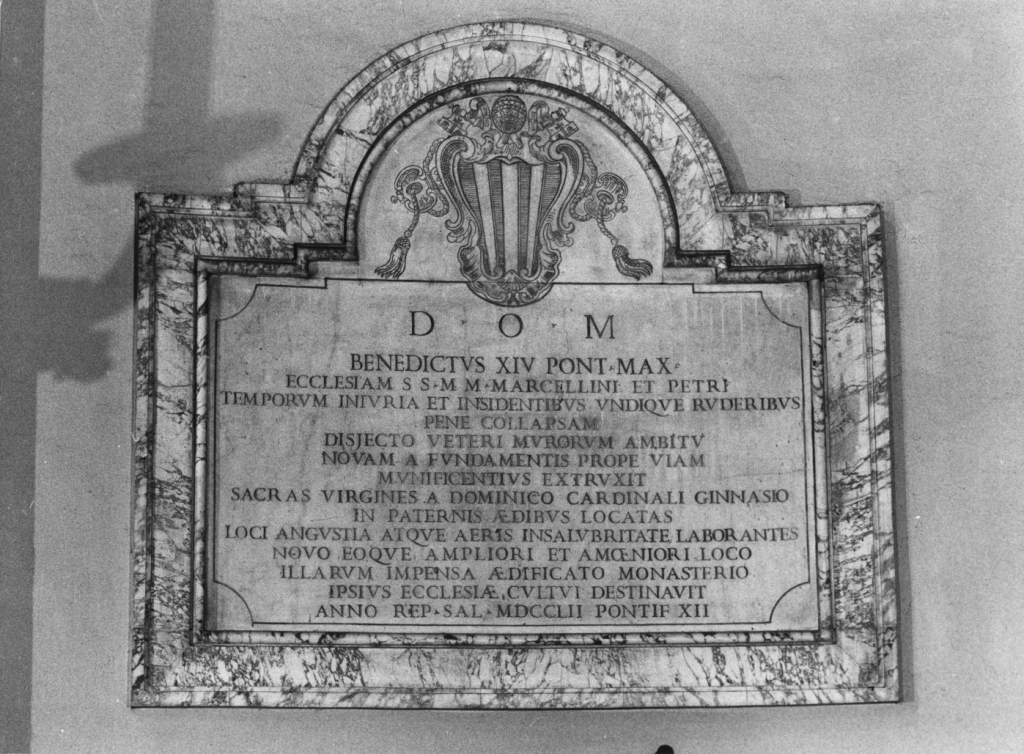 D · O · M
BENEDICTVS XIV PONT · MAX ·
ECCLESIAM S S · M M · MARCELLINI ET PETRI
TEMPORVM INIVRIA ET INSIDENTIBVS VNDIQVE RVDERIBVS
PENE COLLAPSAM
DISJECTO VETERI MVRORVM AMBITV
NOVAM A FVNDAMENTIS PROPE VIAM
MVNIFICENTIVS EXTRVXIT
SACRAS VIRGINES A DOMINICO CARDINALI GINNASIO
IN PATERNIS ÆDIBVS LOCATAS
LOCI ANGVSTIA ATQVE AERIS INSALVBRITATE LABORANTES
NOVO EOQVE AMPLIORI ET AMŒNIORI LOCO
ILLARVM IMPENSA ÆDIFICATO MONASTERIO
IPSIVS ECCLESIÆ CVLTVI DESTINAVIT
ANNO REP · SAL · MDCCLII PONTIF XII